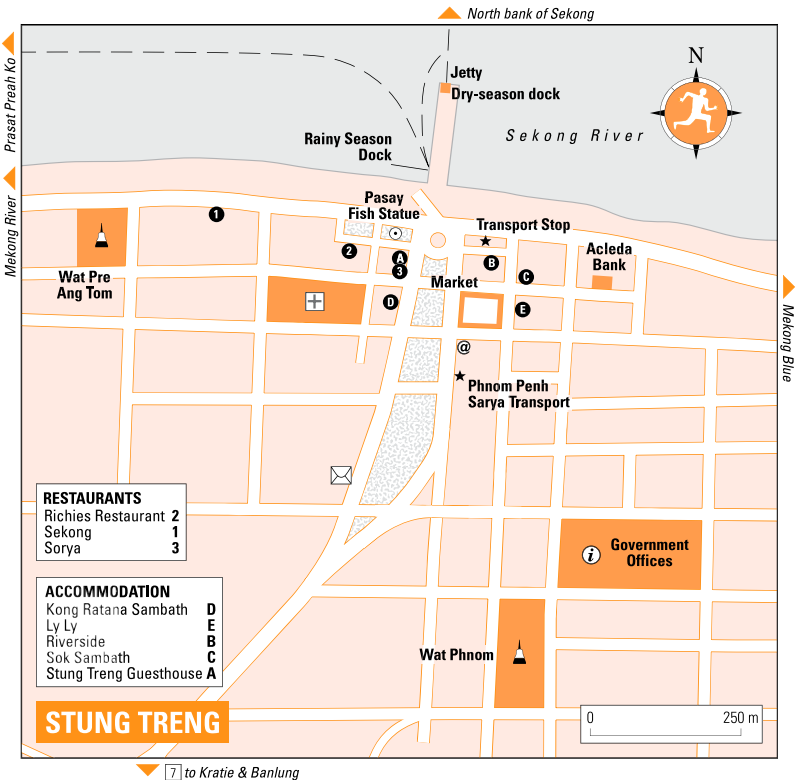 North bank of Sekong
Prasat Preah Ko
Jetty
Dry-season dock
N
Sekong River
Rainy Season
Dock
Mekong River
Pasay
Fish Statue
1
Transport Stop
2
A
3
B
C
Acleda
Bank
Wat Pre
Ang Tom
Market
D
E
Mekong Blue
@
Phnom Penh
Sarya Transport
RESTAURANTS
Richies Restaurant 2
Sekong 1
Sorya 3
i
Government
Offices
ACCOMMODATION
Kong Ratana Sambath D
Ly Ly E
Riverside B
Sok Sambath C
Stung Treng Guesthouse A
Wat Phnom
STUNG TRENG
0 250 m
7 to Kratie & Banlung